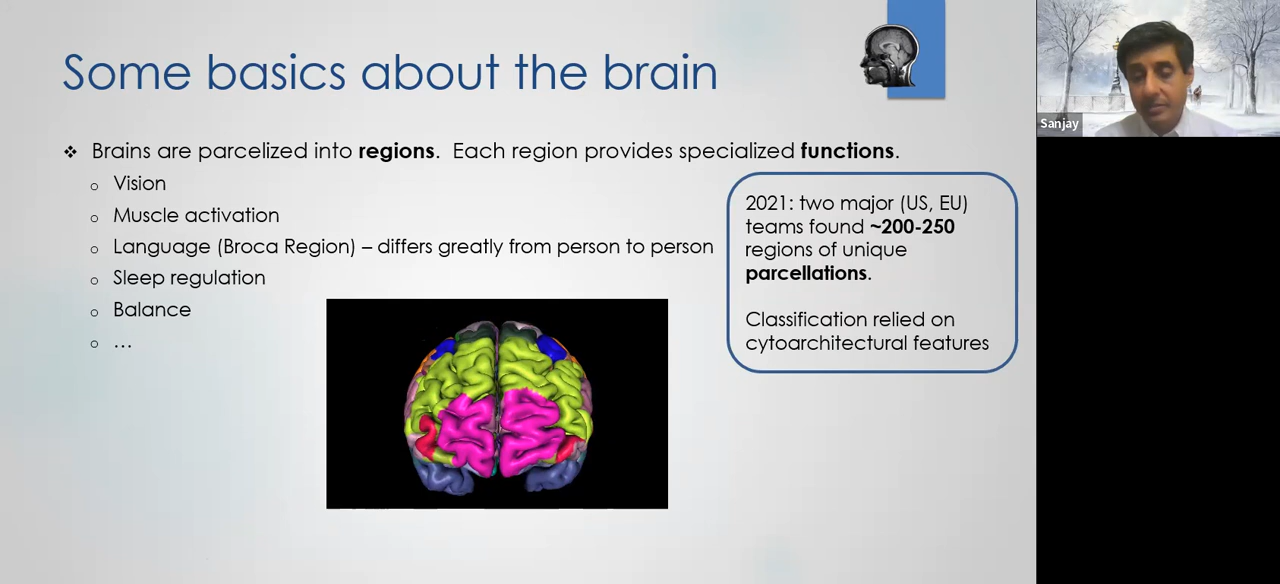 Some basics about the brain
❖ Brains are parcelized into regions. Each region provides specialized functions.
o Vision
o Muscle activation
o Language (Broca Region) – differs greatly from person to person
o Sleep regulation
o Balance
o …
2021: two major (US, EU)
teams found ~200-250
regions of unique
parcellations.
Classification relied on
cytoarchitectural features
Sanjay